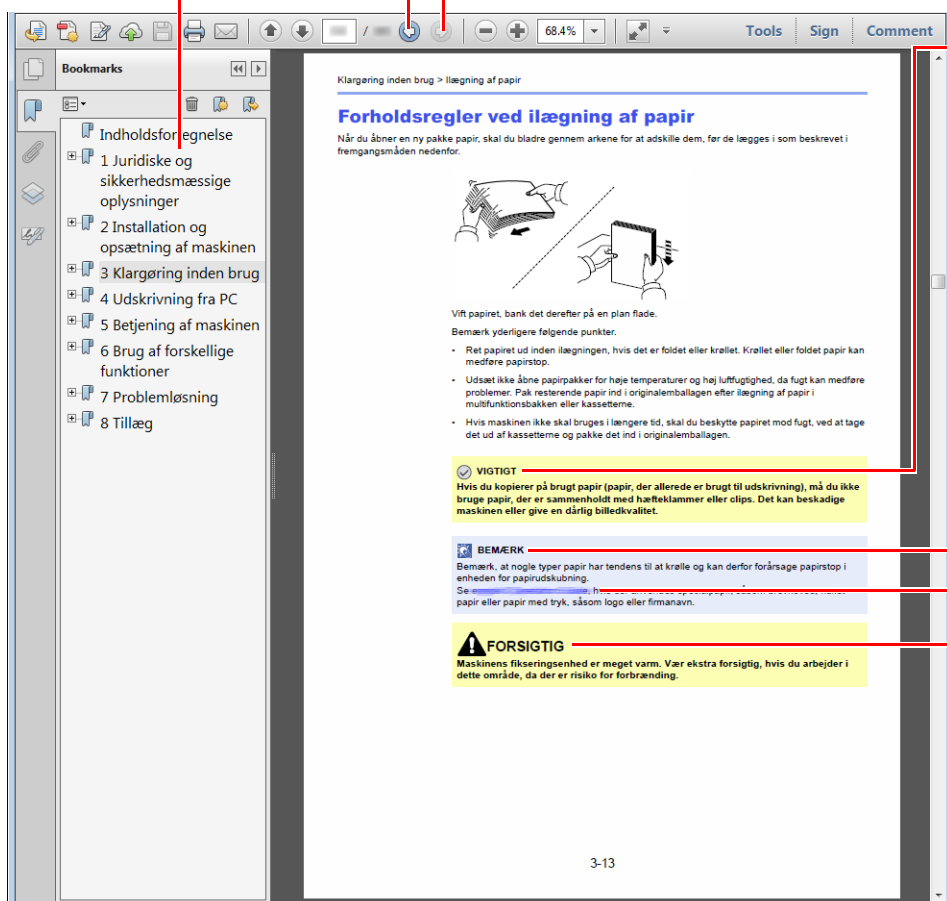 68.4%
Tools Sign Comment
Bookmarks
Indholdsfortegnelse
1 Juridiske og
sikkerhedsmæssige
oplysninger
2 Installation og
opsætning af maskinen
3 Klargøring inden brug
4 Udskrivning fra PC
5 Betjening af maskinen
6 Brug af forskellige
funktioner
7 Problemløsning
8 Tillæg
Klargøring inden brug > Ilægning af papir
Forholdsregler ved ilægning af papir
Når du åbner en ny pakke papir, skal du bladre gennem arkene for at adskille dem, før de lægges i som beskrevet i
fremgangsmåden nedenfor.
Vift papiret, bank det derefter på en plan flade.
Bemærk yderligere følgende punkter.
• Ret papiret ud inden ilægningen, hvis det er foldet eller krøllet. Krøllet eller foldet papir kan
medføre papirstop.
• Udsæt ikke åbne papirpakker for høje temperaturer og høj luftfugtighed, da fugt kan medføre
problemer. Pak resterende papir ind i originalemballagen efter ilægning af papir i
multifunktionsbakken eller kassetterne.
• Hvis maskinen ikke skal bruges i længere tid, skal du beskytte papiret mod fugt, ved at tage
det ud af kassetterne og pakke det ind i originalemballagen.
VIGTIGT
Hvis du kopierer på brugt papir (papir, der allerede er brugt til udskrivning), må du ikke
bruge papir, der er sammenholdt med hæfteklammer eller clips. Det kan beskadige
maskinen eller give en dårlig billedkvalitet.
BEMÆRK
Bemærk, at nogle typer papir har tendens til at krølle og kan derfor forårsage papirstop i
enheden for papirudskubning.
Se
papir eller papir med tryk, såsom logo eller firmanavn.
FORSIGTIG
Maskinens fikseringsenhed er meget varm. Vær ekstra forsigtig, hvis du arbejder i
dette område, da der er risiko for forbrænding.
3-13